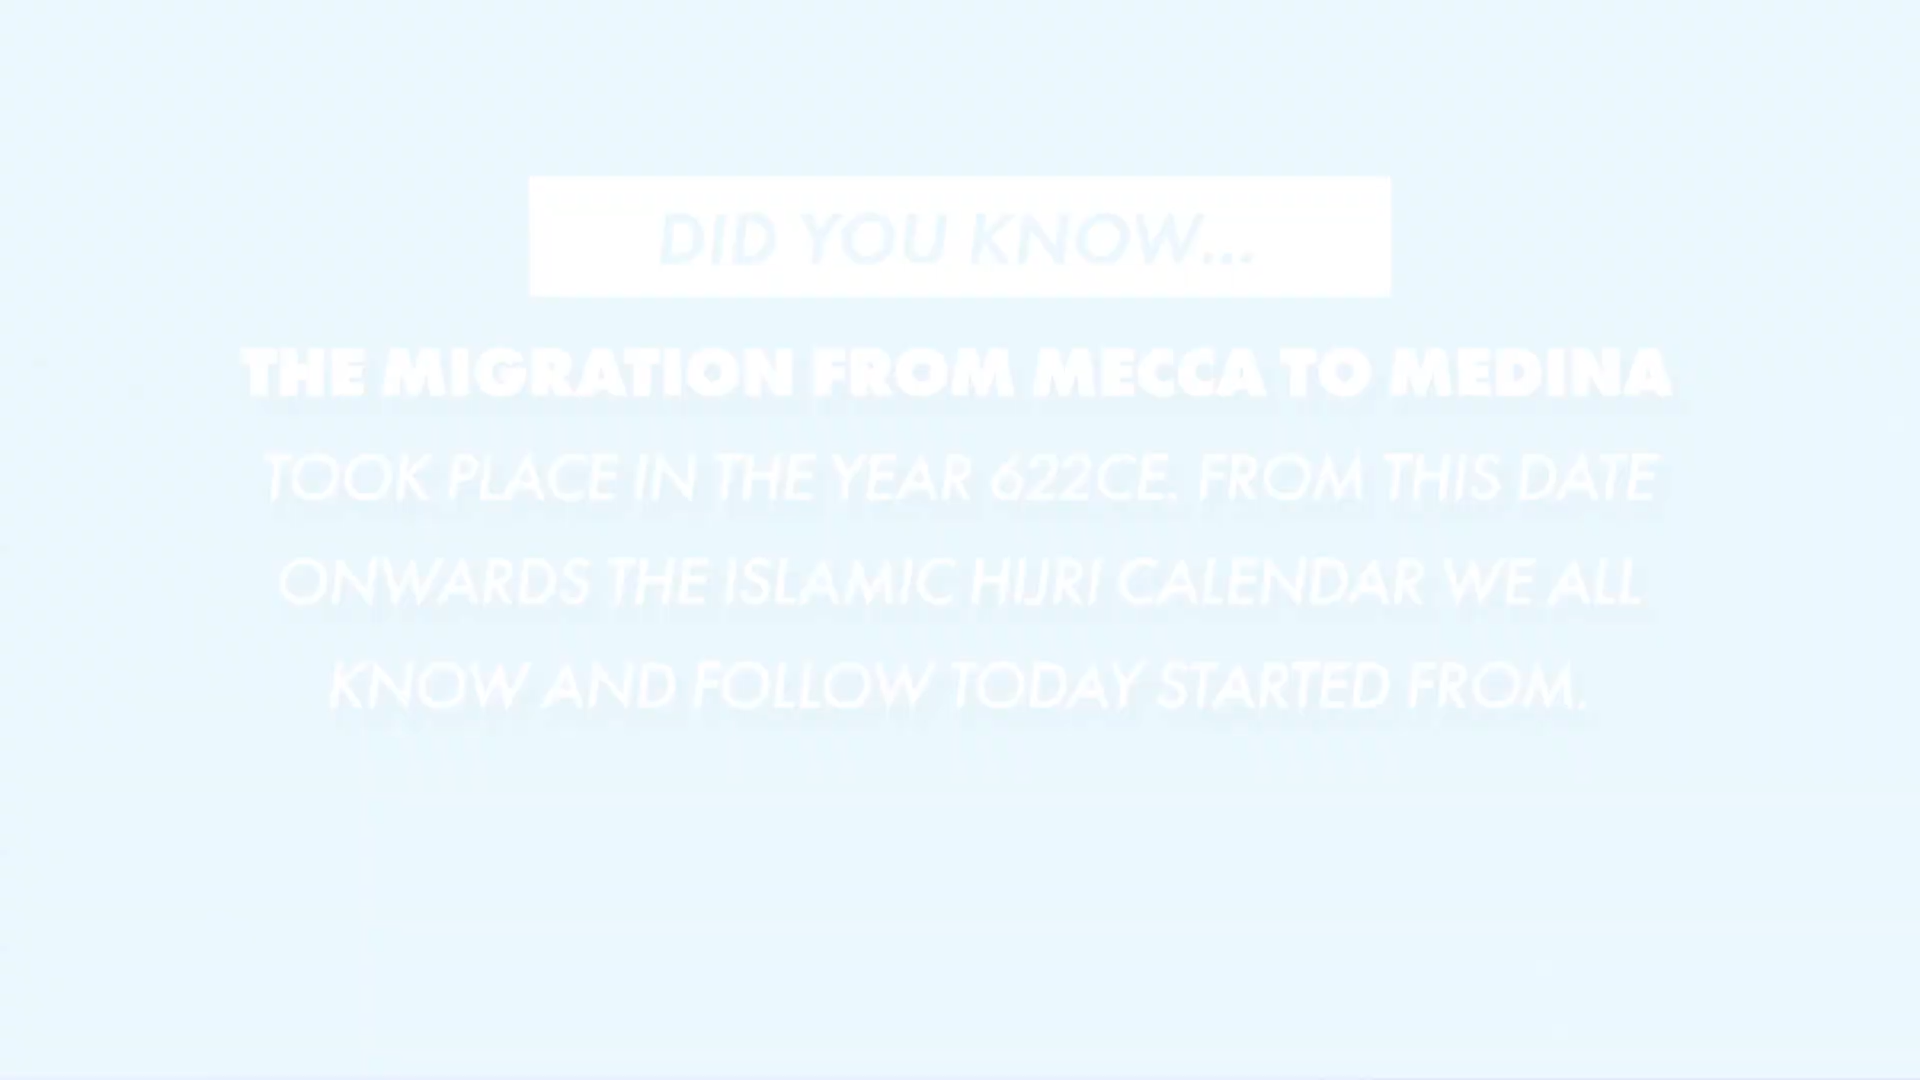 DID YOU KNOW...
THE MIGRATION FROM MECCA TO MEDINA
TOOK PLACE IN THE YEAR 622CE. FROM THIS DATE
ONWARDS THE ISLAMIC HIJRI CALENDAR WE ALL
KNOW AND FOLLOW TODAY STARTED FROM.